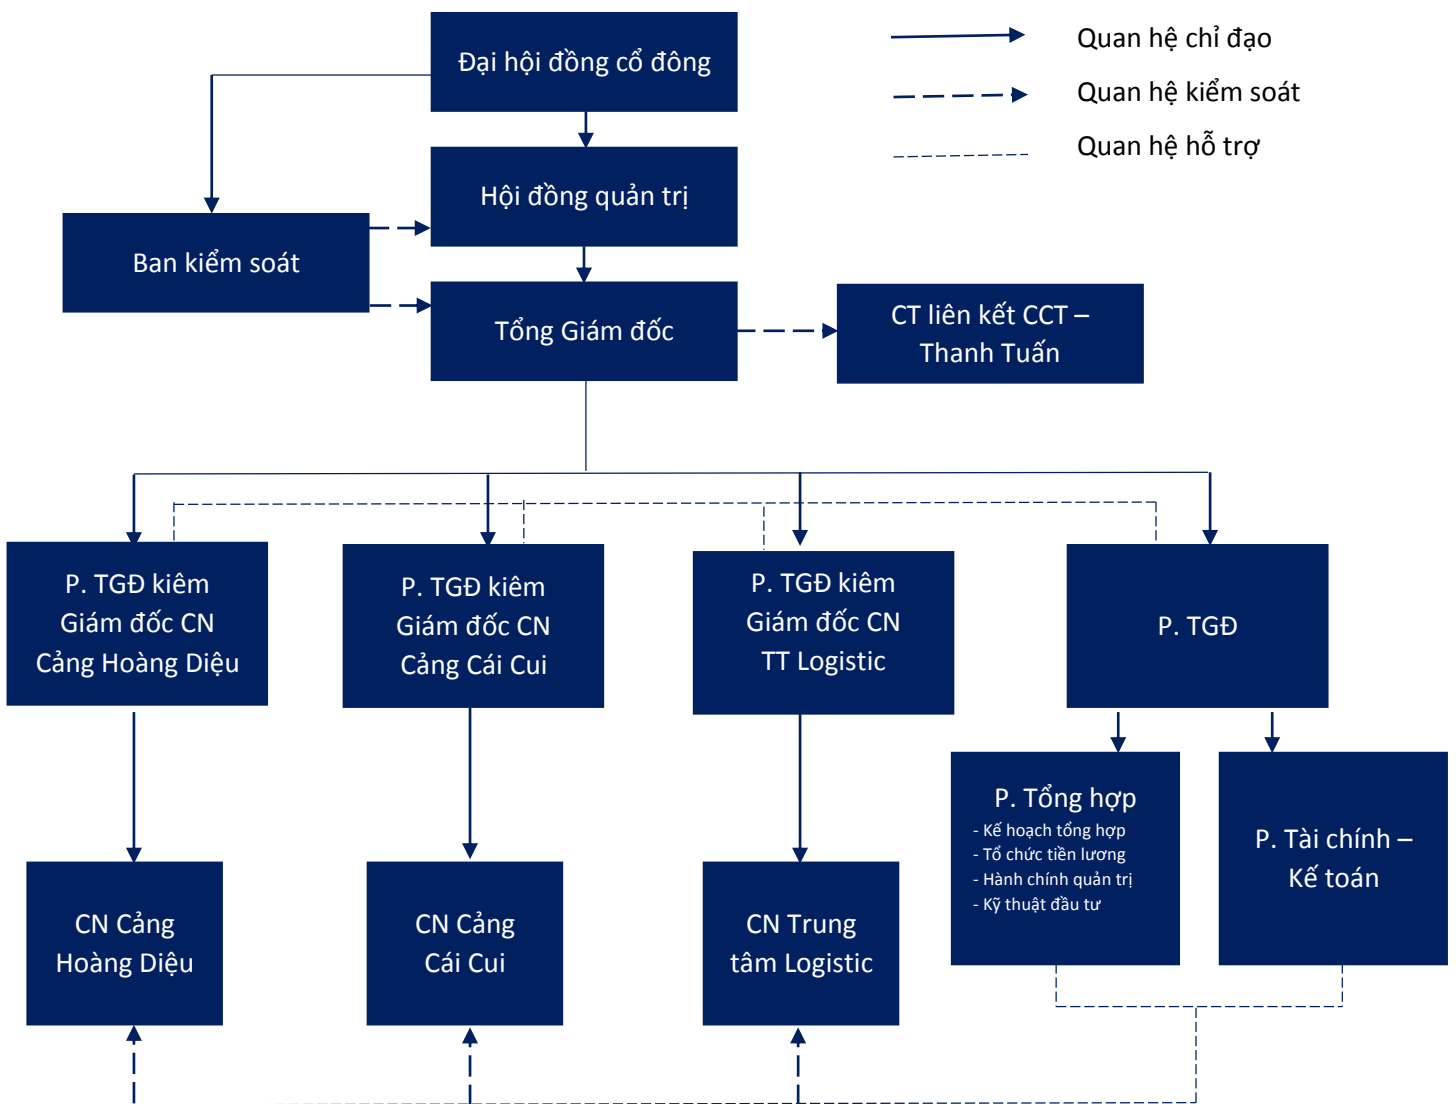 Đại hội đồng cổ đông
Quan hệ chỉ đạo
Quan hệ kiểm soát
Quan hệ hỗ trợ
Hội đồng quản trị
Ban kiểm soát
Tổng Giám đốc
CT liên kết CCT –
Thanh Tuấn
P. TGĐ kiêm
Giám đốc CN
Cảng Hoàng Diệu
P. TGĐ kiêm
Giám đốc CN
Cảng Cái Cui
P. TGĐ kiêm
Giám đốc CN
TT Logistic
P. TGĐ
P. Tổng hợp
- Kế hoạch tổng hợp
- Tổ chức tiền lương
- Hành chính quản trị
- Kỹ thuật đầu tư
P. Tài chính –
Kế toán
CN Cảng
Hoàng Diệu
CN Cảng
Cái Cui
CN Trung
tâm Logistic